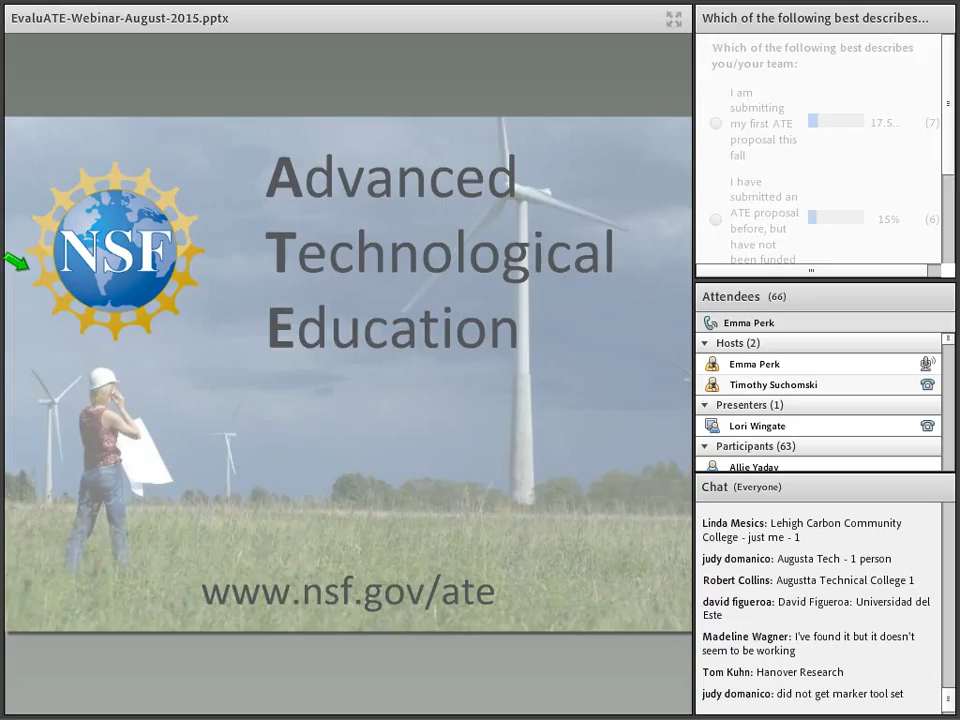 EvaluATE-Webinar-August-2015.pptx
NSF
Advanced
Technological
Education
www.nsf.gov/ate
Which of the following best describes...
Which of the following best describes
you/your team:
I am
submitting
my first ATE
proposal this
fall
17.5... (7)
I have
submitted an
ATE proposal
before, but
have not
been funded
15% (6)
Attendees (66)
Emma Perk
Hosts (2)
Emma Perk
Timothy Suchomski
Presenters (1)
Lori Wingate
Participants (63)
Allie Yaday
Chat (Everyone)
Linda Mesics: Lehigh Carbon Community
College - just me - 1
judy domanico: Augusta Tech - 1 person
Robert Collins: Augustta Technical College 1
david figueroa: David Figueroa: Universidad del
Este
Madeline Wagner: I've found it but it doesn't
seem to be working
Tom Kuhn: Hanover Research
judy domanico: did not get marker tool set